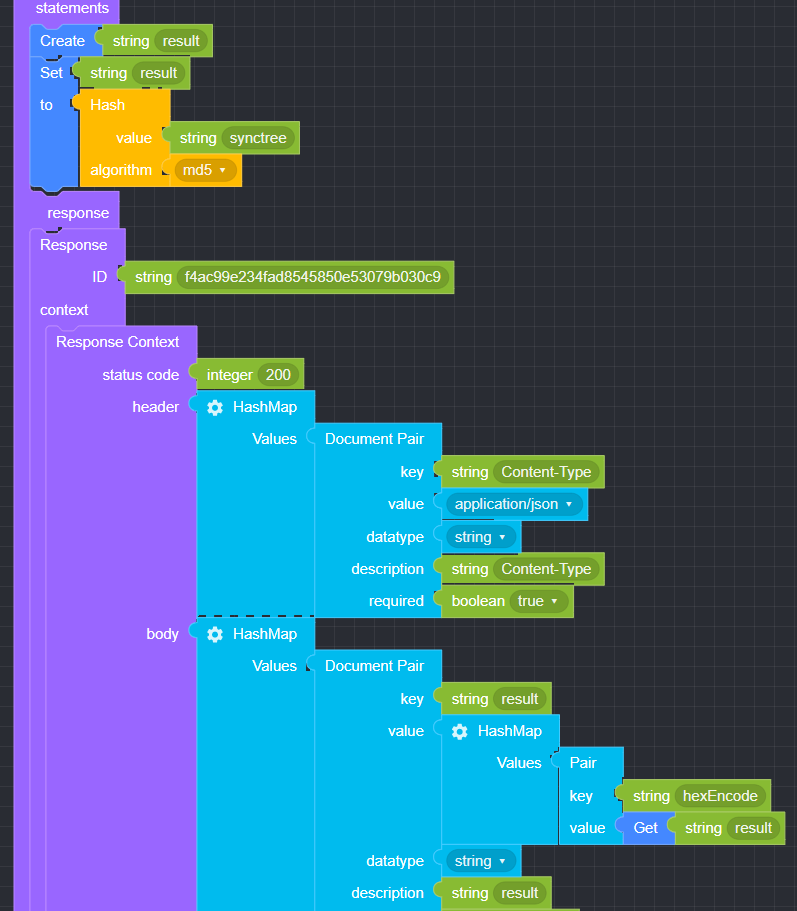 statements
Create string result
Set string result
to Hash
value string synctree
algorithm md5
response
Response
ID string f4ac99e234fad8545850e53079b030c9
context
Response Context
status code integer 200
header HashMap
Values Document Pair
key string Content-Type
value application/json
datatype string
description string Content-Type
required boolean true
body HashMap
Values Document Pair
key string result
value HashMap
Values Pair
key string hexEncode
value Get string result
datatype string
description string result